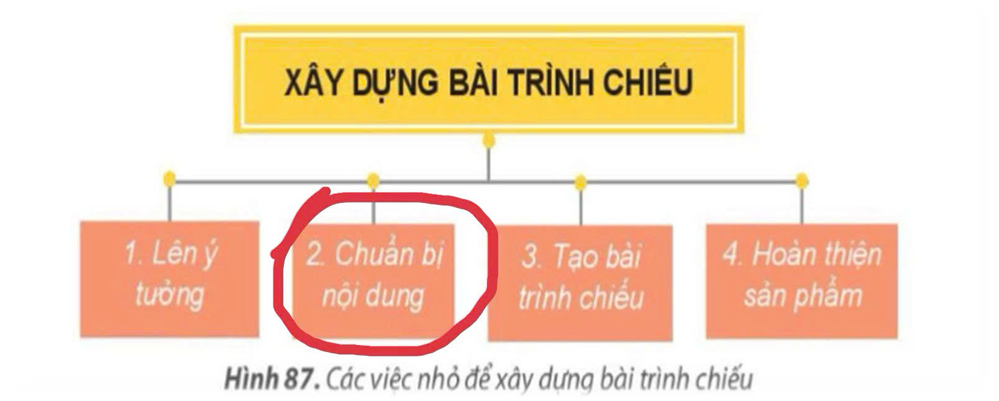 XÂY DỰNG BÀI TRÌNH CHIẾU
1. Lên ý
tưởng
2. Chuẩn bị
nội dung
3. Tạo bài
trình chiếu
4. Hoàn thiện
sản phẩm
Hình 87. Các việc nhỏ để xây dựng bài trình chiếu